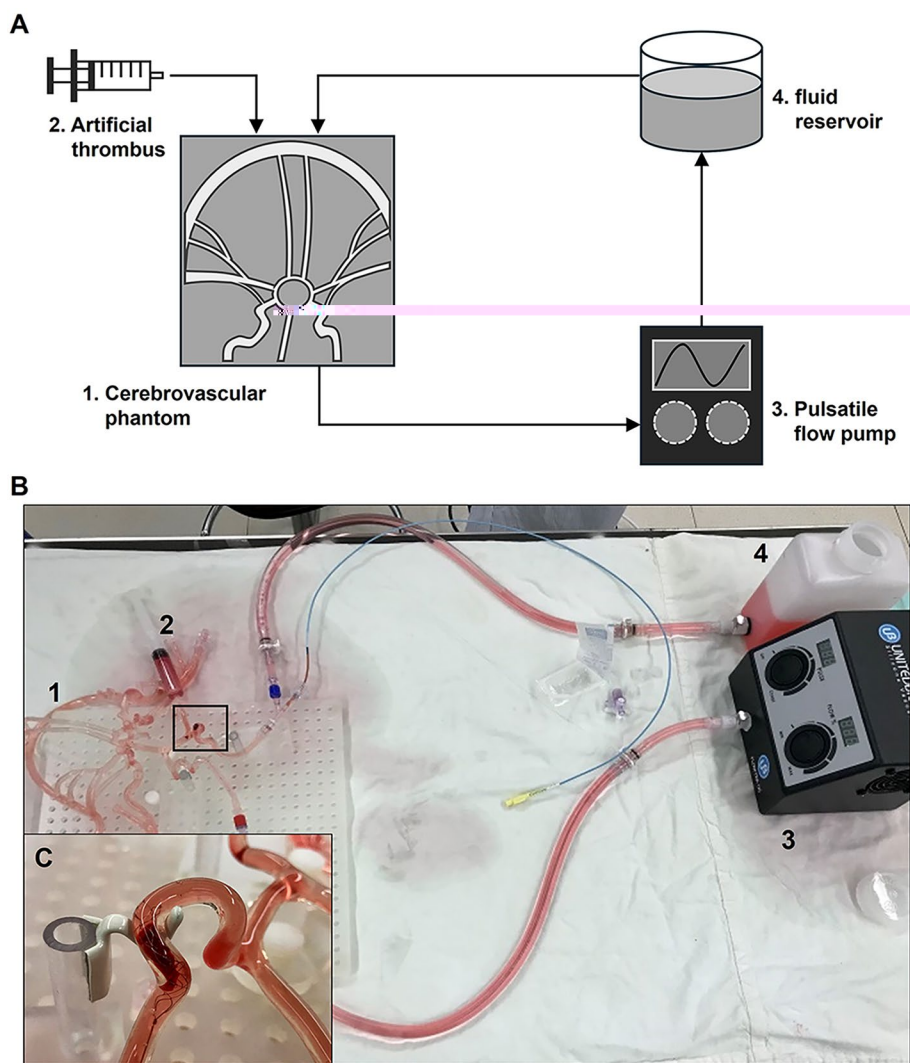 A
2. Artificial
thrombus
4. fluid
reservoir
1. Cerebrovascular
phantom
3. Pulsatile
flow pump
B
4
2
1
3
C